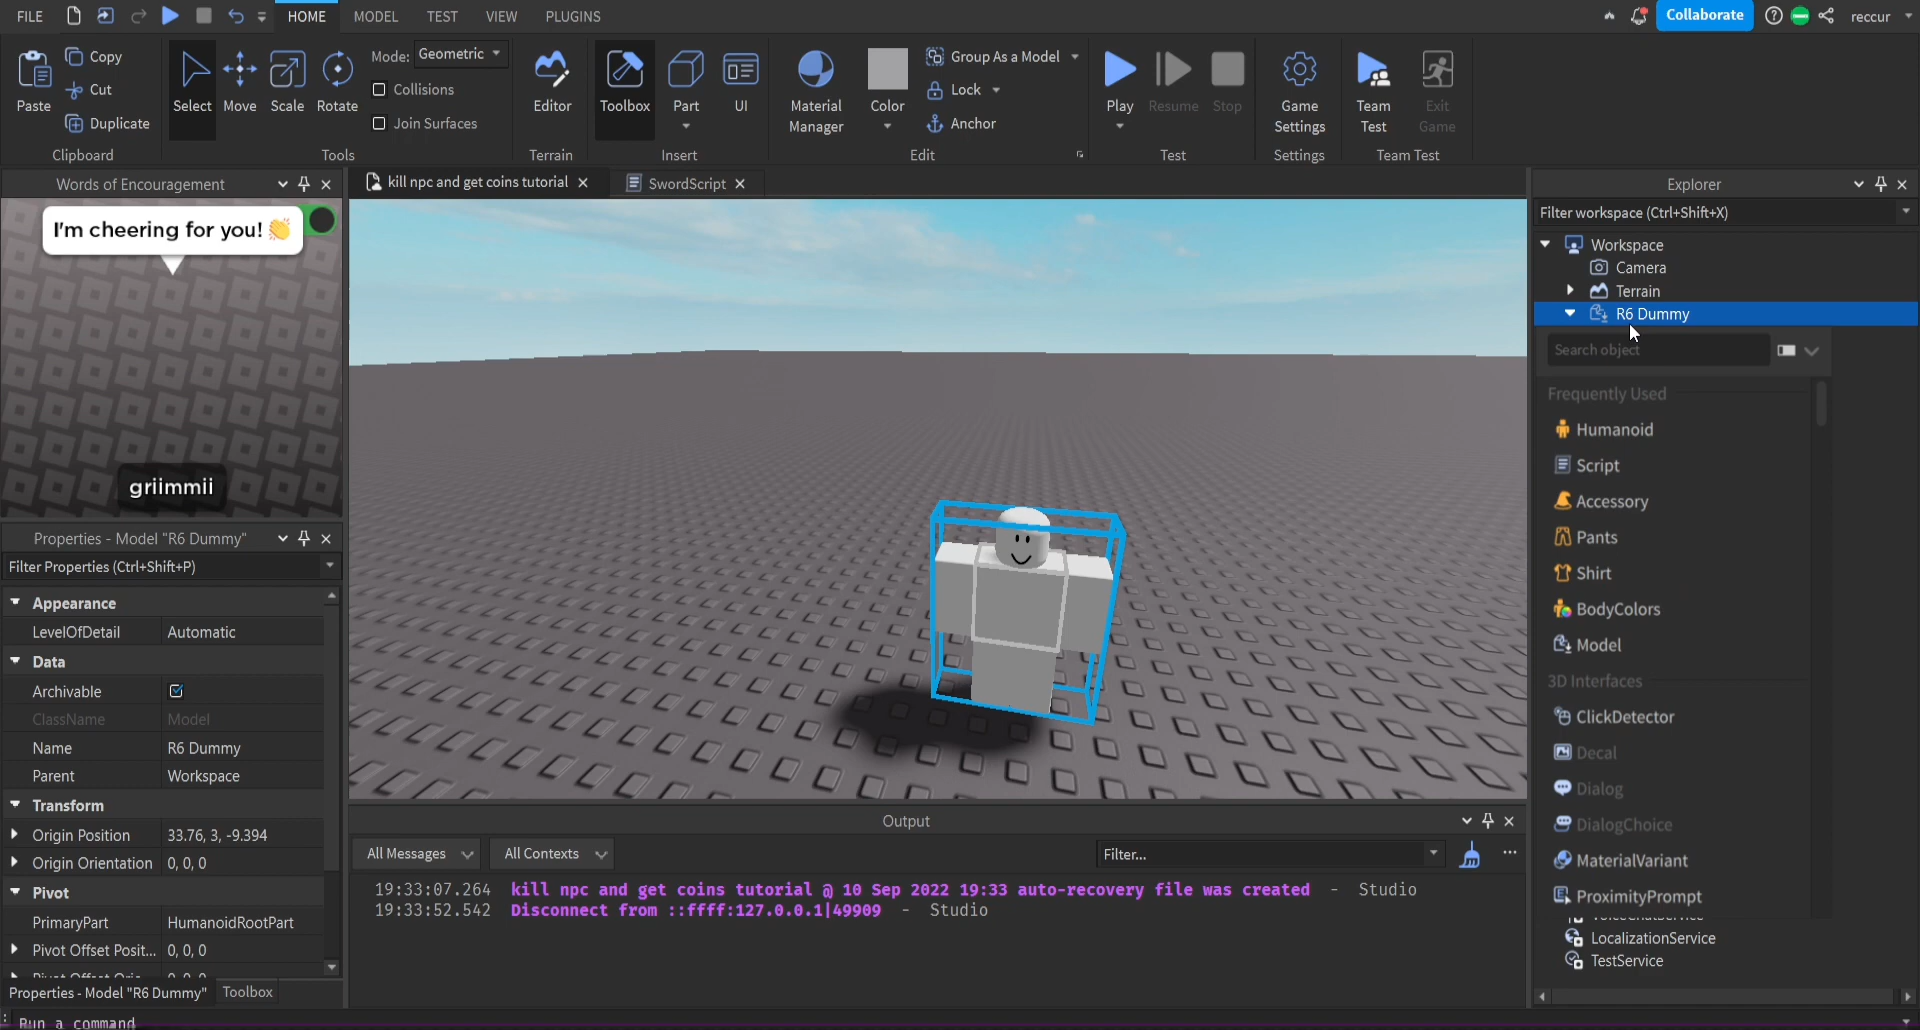 FILE HOME MODEL TEST VIEW PLUGINS Collaborate reccur
Paste Copy Cut Duplicate
Clipboard
Select Move Scale Rotate
Mode: Geometric
Collisions
Join Surfaces
Tools
Editor
Terrain
Toolbox Part UI
Insert
Material Manager
Color
Group As a Model
Lock
Anchor
Edit
Play Resume Stop
Test
Game Settings
Settings
Team Test
Exit Game
Team Test
Words of Encouragement
I'm cheering for you! 👏
griimmii
Properties - Model "R6 Dummy"
Filter Properties (Ctrl+Shift+P)
Appearance
LevelOfDetail Automatic
Data
Archivable
ClassName Model
Name R6 Dummy
Parent Workspace
Transform
Origin Position 33.76, 3, -9.394
Origin Orientation 0, 0, 0
Pivot
PrimaryPart HumanoidRootPart
Pivot Offset Posit... 0, 0, 0
Properties - Model "R6 Dummy" Toolbox
Run a command
kill npc and get coins tutorial
SwordScript
Output
All Messages All Contexts Filter...
19:33:07.264 kill npc and get coins tutorial @ 10 Sep 2022 19:33 auto-recovery file was created - Studio
19:33:52.542 Disconnect from ::ffff:127.0.0.1|49909 - Studio
Explorer
Filter workspace (Ctrl+Shift+X)
Workspace
Camera
Terrain
R6 Dummy
Search object
Frequently Used
Humanoid
Script
Accessory
Pants
Shirt
BodyColors
Model
3D Interfaces
ClickDetector
Decal
Dialog
DialogChoice
MaterialVariant
ProximityPrompt
LocalizationService
TestService